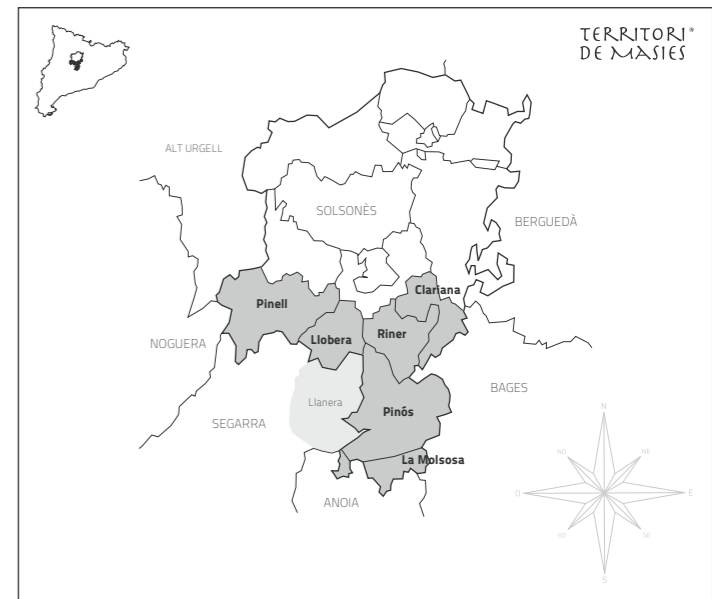 TERRITORI®
DE MASIES
ALT URGELL
SOLSONÈS
BERGUEDÀ
Clariana
Pinell
Llobera
Riner
NOGUERA
BAGES
Llanera
Pinós
SEGARRA
La Molsosa
ANOIA
N
NO
NE
O
E
SO
SE
S